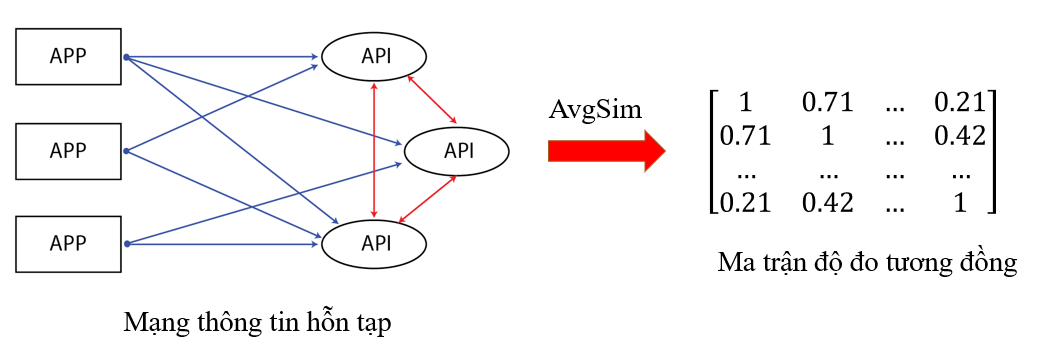 APP
API
APP
API
APP
API
AvgSim
1 0.71 ... 0.21
0.71 1 ... 0.42
... ... ... ...
0.21 0.42 ... 1
Ma trận độ đo tương đồng
Mạng thông tin hỗn tạp